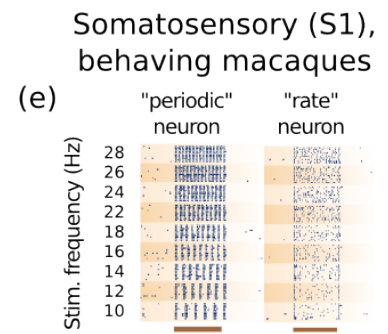 Somatosensory (S1),
behaving macaques
(e)
"periodic" neuron
"rate" neuron
Stim. frequency (Hz)
28
26
24
22
18
16
14
12
10